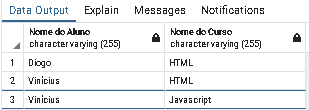 Data Output Explain Messages Notifications
Nome do Aluno Nome do Curso
character varying (255) character varying (255)
1 Diogo HTML
2 Vinícius HTML
3 Vinícius Javascript